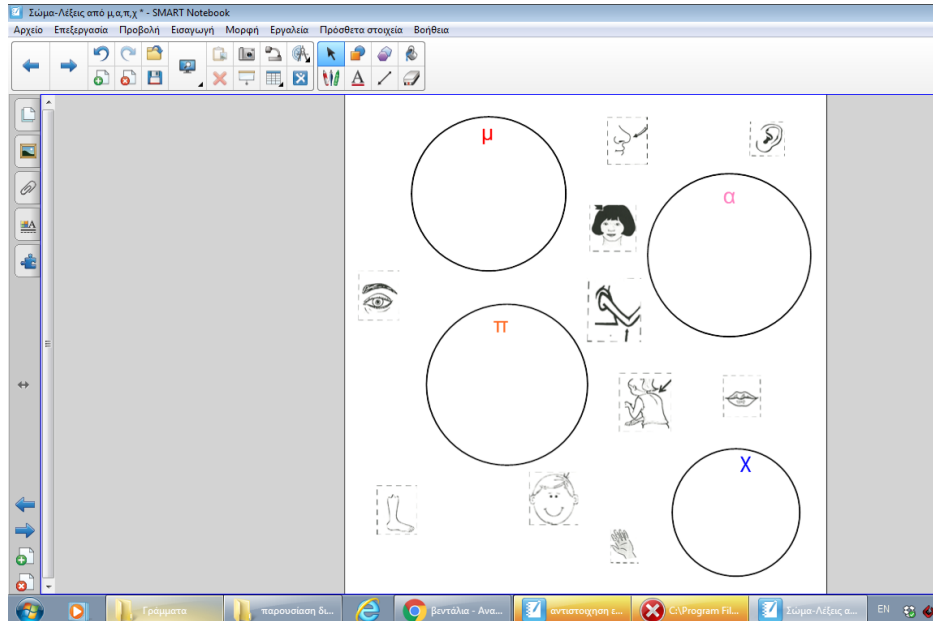 Σώμα-Λέξεις από μ,α,π,χ * - SMART Notebook
Αρχείο Επεξεργασία Προβολή Εισαγωγή Μορφή Εργαλεία Πρόσθετα στοιχεία Βοήθεια
μ
α
π
χ
Γράμματα παρουσίαση δι... βεντάλια - Ανα... αντιστοιχηση ε... C:\Program Fil... Σώμα-Λέξεις α... EN